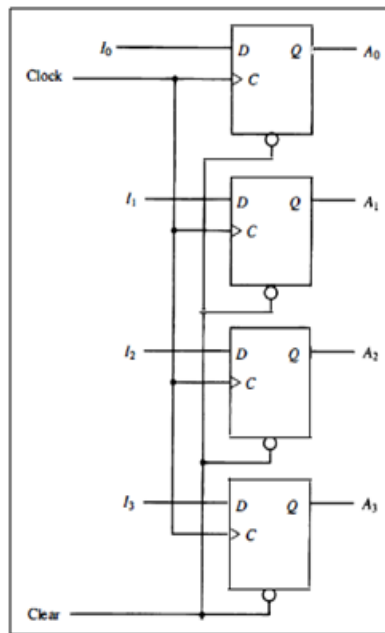 I0 D Q A0
Clock C
I1 D Q A1
C
I2 D Q A2
C
I3 D Q A3
C
Clear